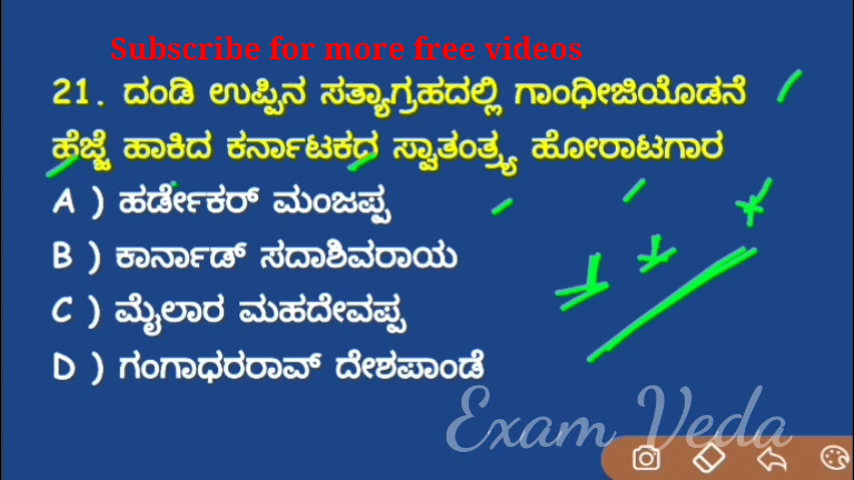 Subscribe for more free videos
21. ದಂಡಿ ಉಪ್ಪಿನ ಸತ್ಯಾಗ್ರಹದಲ್ಲಿ ಗಾಂಧೀಜಿಯೊಡನೆ
ಹೆಜ್ಜೆ ಹಾಕಿದ ಕರ್ನಾಟಕದ ಸ್ವಾತಂತ್ರ್ಯ ಹೋರಾಟಗಾರ
A ) ಹರ್ಡೇಕರ್ ಮಂಜಪ್ಪ
B ) ಕಾರ್ನಾಡ್ ಸದಾಶಿವರಾಯ
C ) ಮೈಲಾರ ಮಹದೇವಪ್ಪ
D ) ಗಂಗಾಧರರಾವ್ ದೇಶಪಾಂಡೆ
Exam Veda